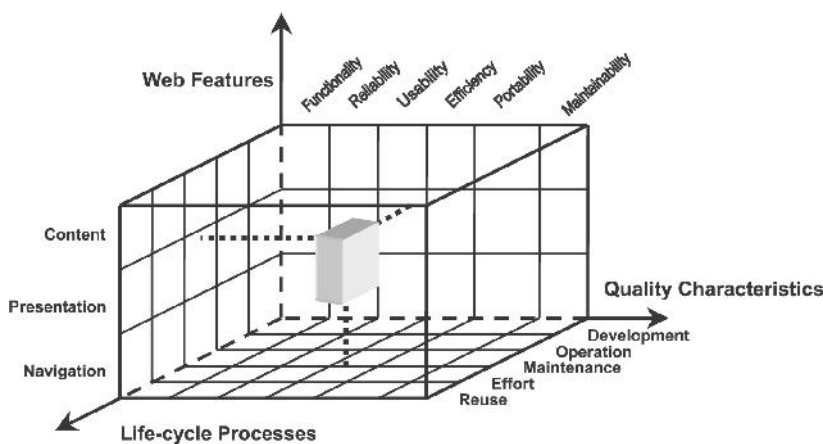 Web Features
Functionality
Reliability
Usability
Efficiency
Portability
Maintainability
Content
Presentation
Navigation
Quality Characteristics
Development
Operation
Maintenance
Effort
Reuse
Life-cycle Processes